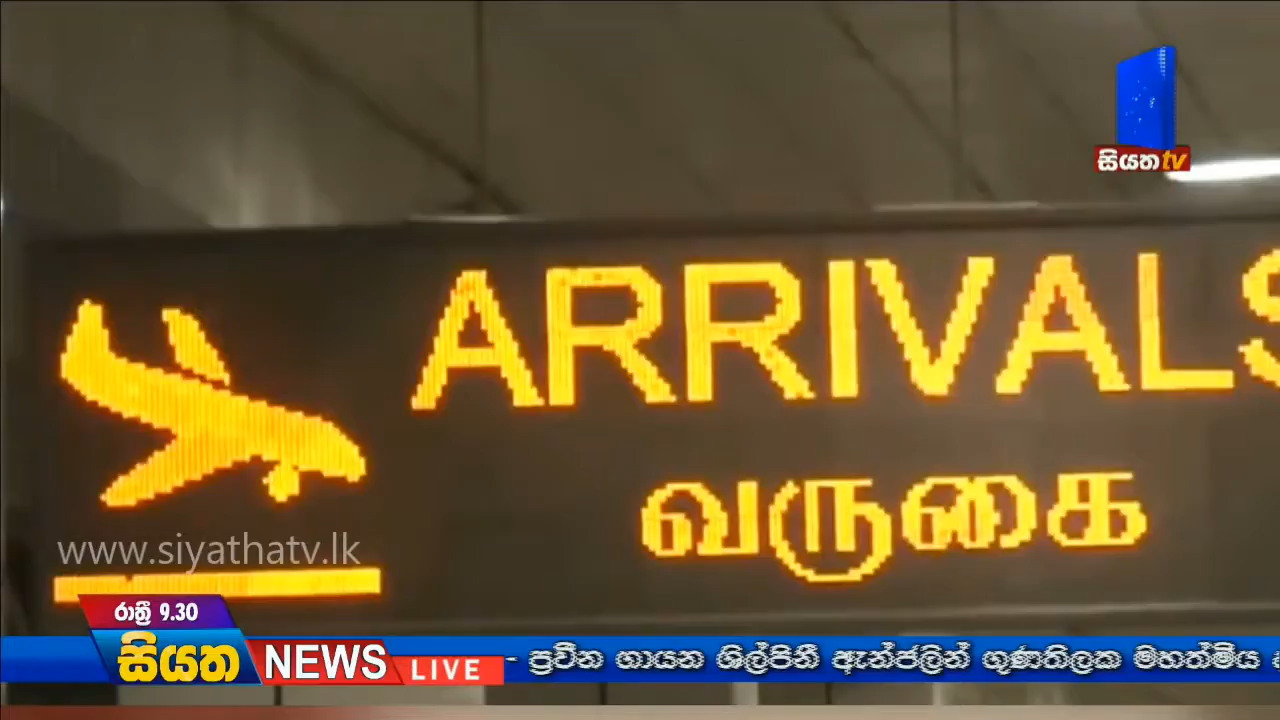 සියත tv
ARRIVALS
வருகை
www.siyathatv.lk
රාත්‍රී 9.30
සියත NEWS LIVE
- ප්‍රවීන ගායන ශිල්පිනී ඇන්ජලින් ගුණතිලක මහත්මිය